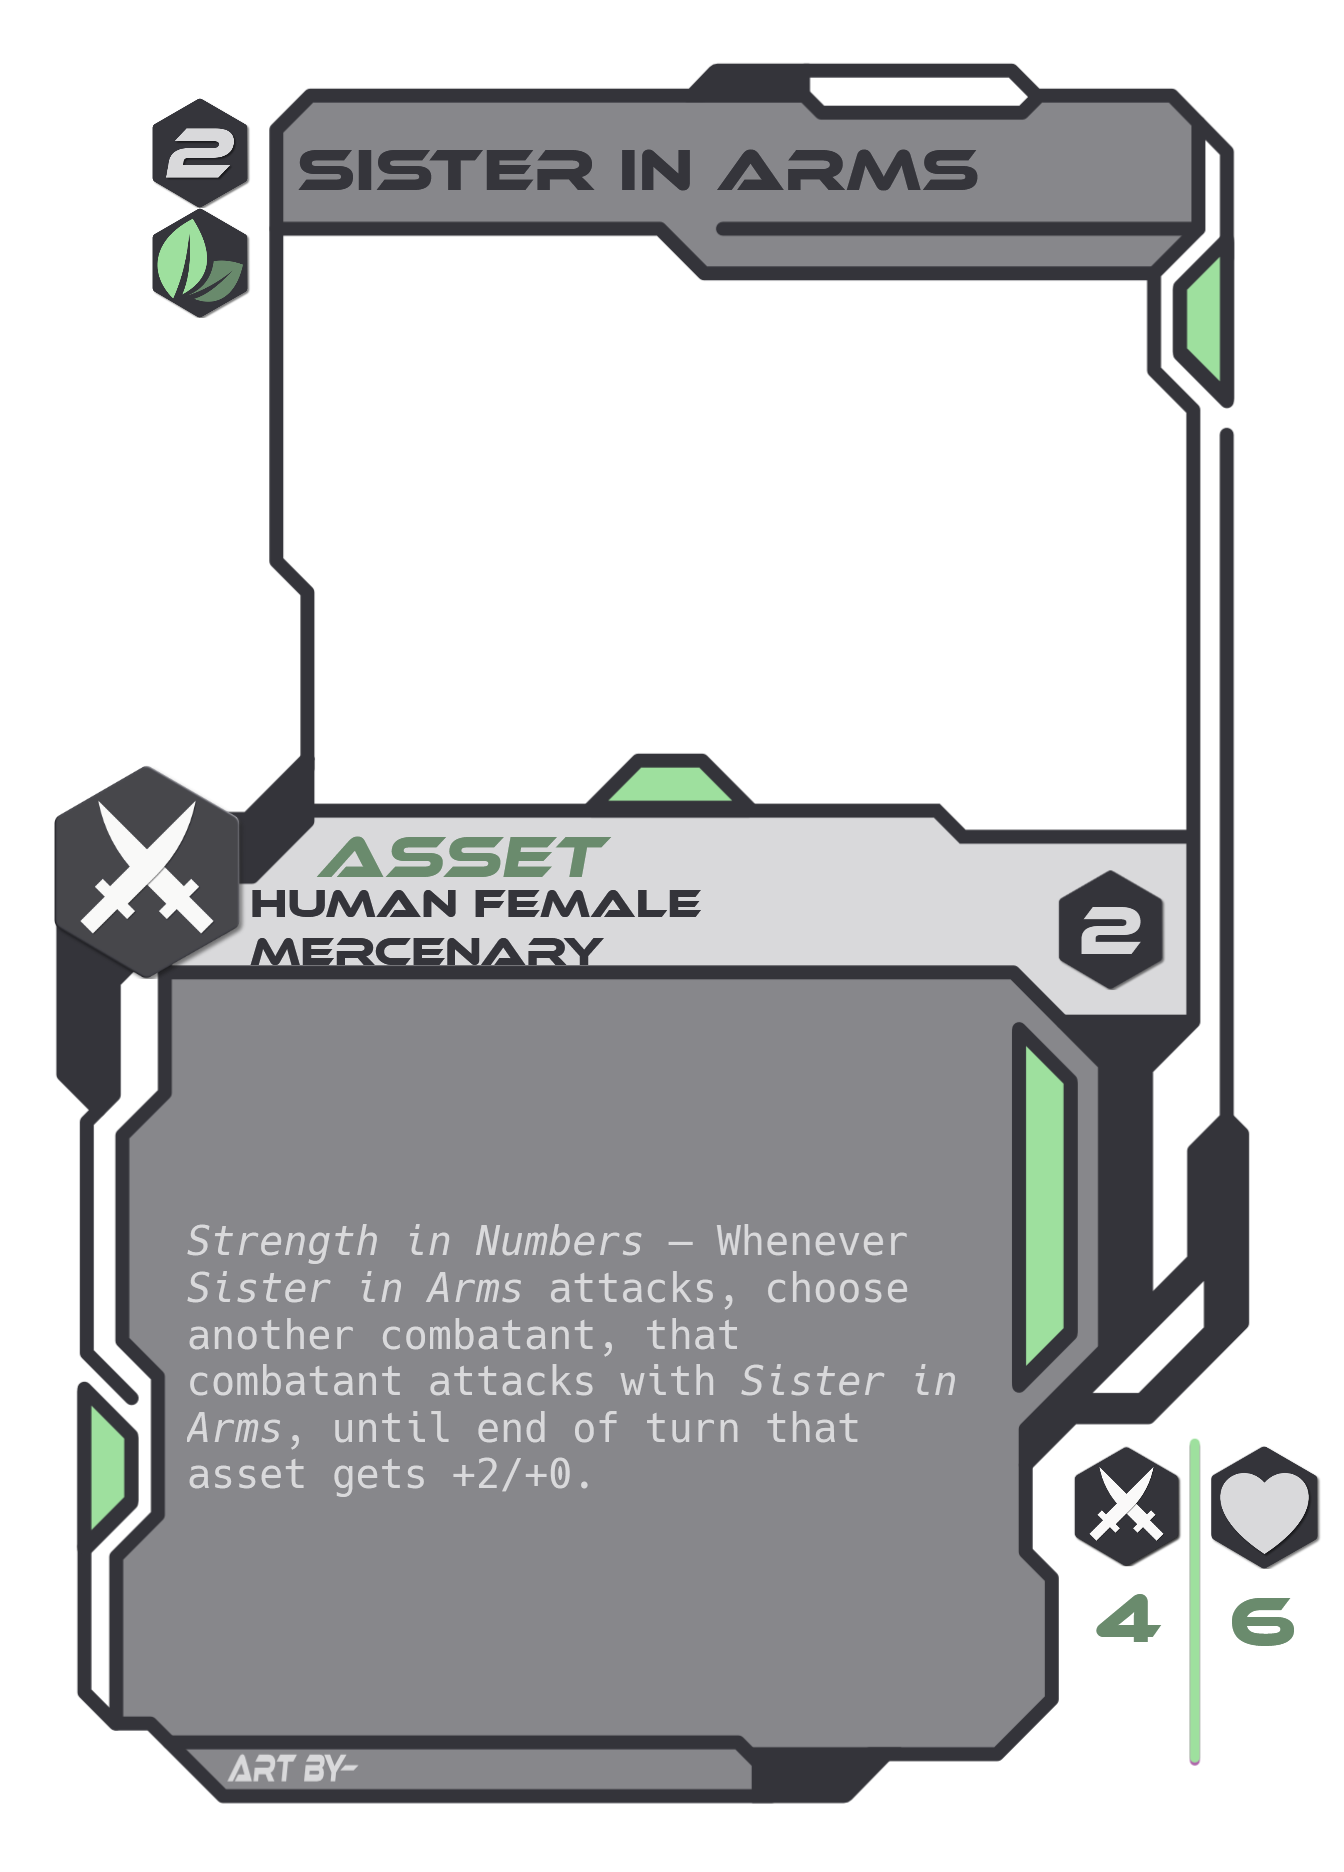 2
SISTER IN ARMS
ASSET
HUMAN FEMALE
MERCENARY
2
Strength in Numbers – Whenever
Sister in Arms attacks, choose
another combatant, that
combatant attacks with Sister in
Arms, until end of turn that
asset gets +2/+0.
4 6
ART BY-